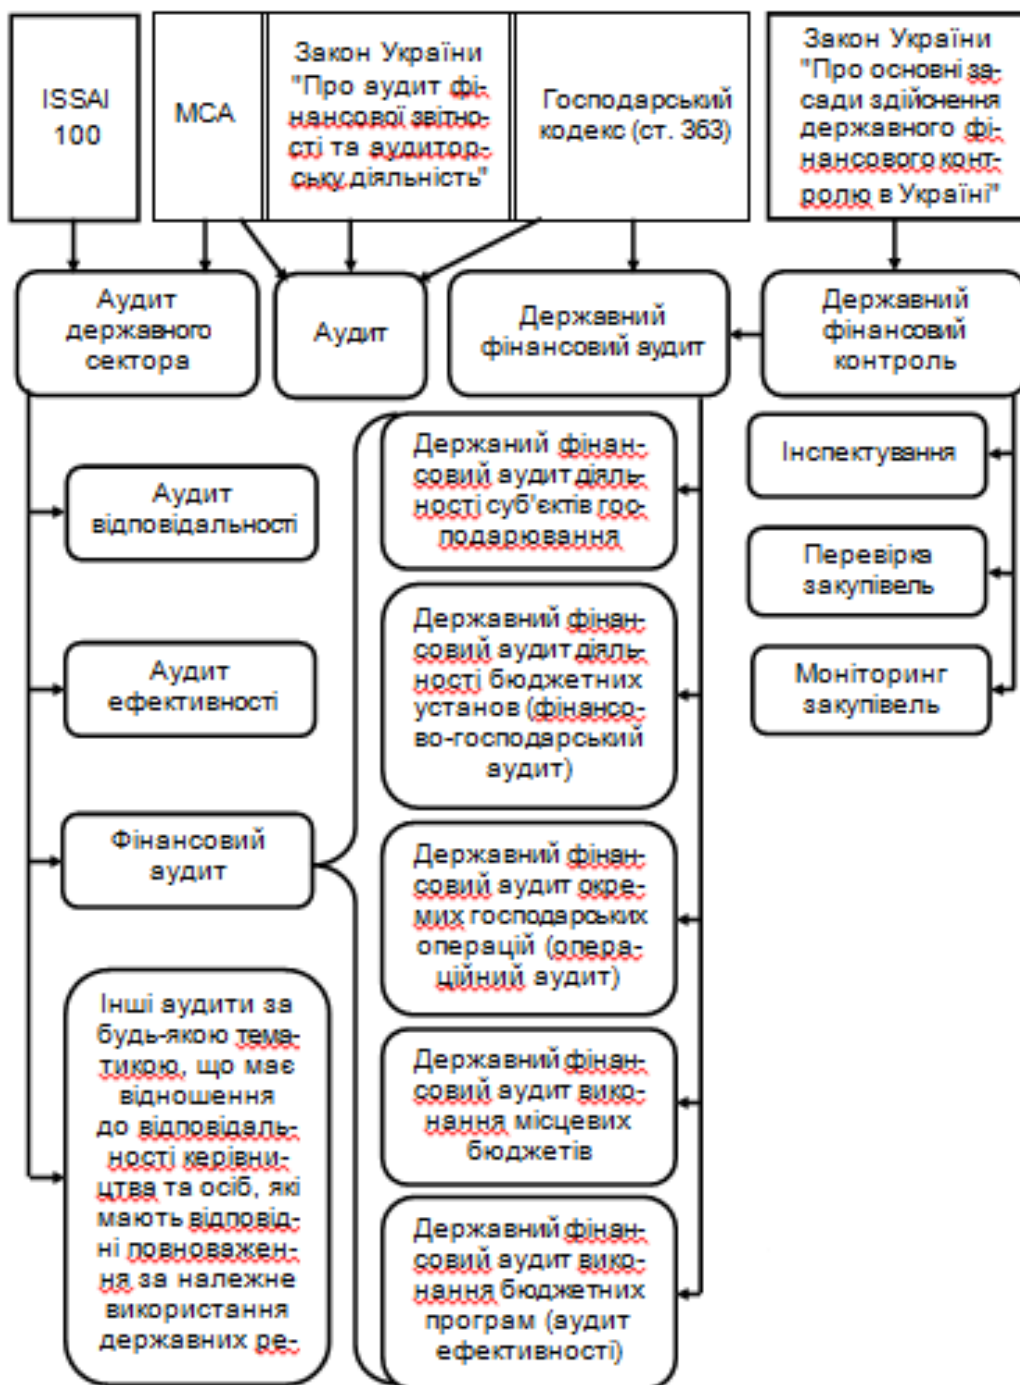 ISSAI
100
МСА
Закон України
"Про аудит фі-
нансової звітно-
сті та аудитор-
ську діяльність"
Господарський
кодекс (ст. 363)
Закон України
"Про основні за-
сади здійснення
державного фі-
нансового конт-
ролю в Україні"
Аудит
державного
сектора
Аудит
Державний
фінансовий аудит
Державний
фінансовий
контроль
Аудит
відповідальності
Аудит
ефективності
Фінансовий
аудит
Інші аудити за
будь-якою тема-
тикою, що має
відношення
до відповідаль-
ності керівни-
цтва та осіб, які
мають відповід-
ні повноважен-
ня за належне
використання
державних ре-
Держаний фінан-
совий аудит діяль-
ності суб'єктів гос-
подарювання
Державний фінан-
совий аудит діяль-
ності бюджетних
установ (фінансо-
во-господарський
аудит)
Державний фінан-
совий аудит окре-
мих господарських
операцій (опера-
ційний аудит)
Державний фінан-
совий аудит вико-
нання місцевих
бюджетів
Державний фінан-
совий аудит вико-
нання бюджетних
програм (аудит
ефективності)
Інспектування
Перевірка
закупівель
Моніторинг
закупівель